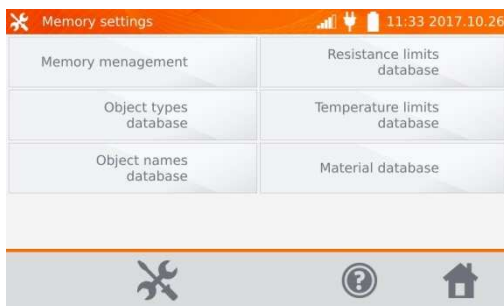 Memory settings
11:33 2017.10.26
Memory menagement
Resistance limits
database
Object types
database
Temperature limits
database
Object names
database
Material database
?